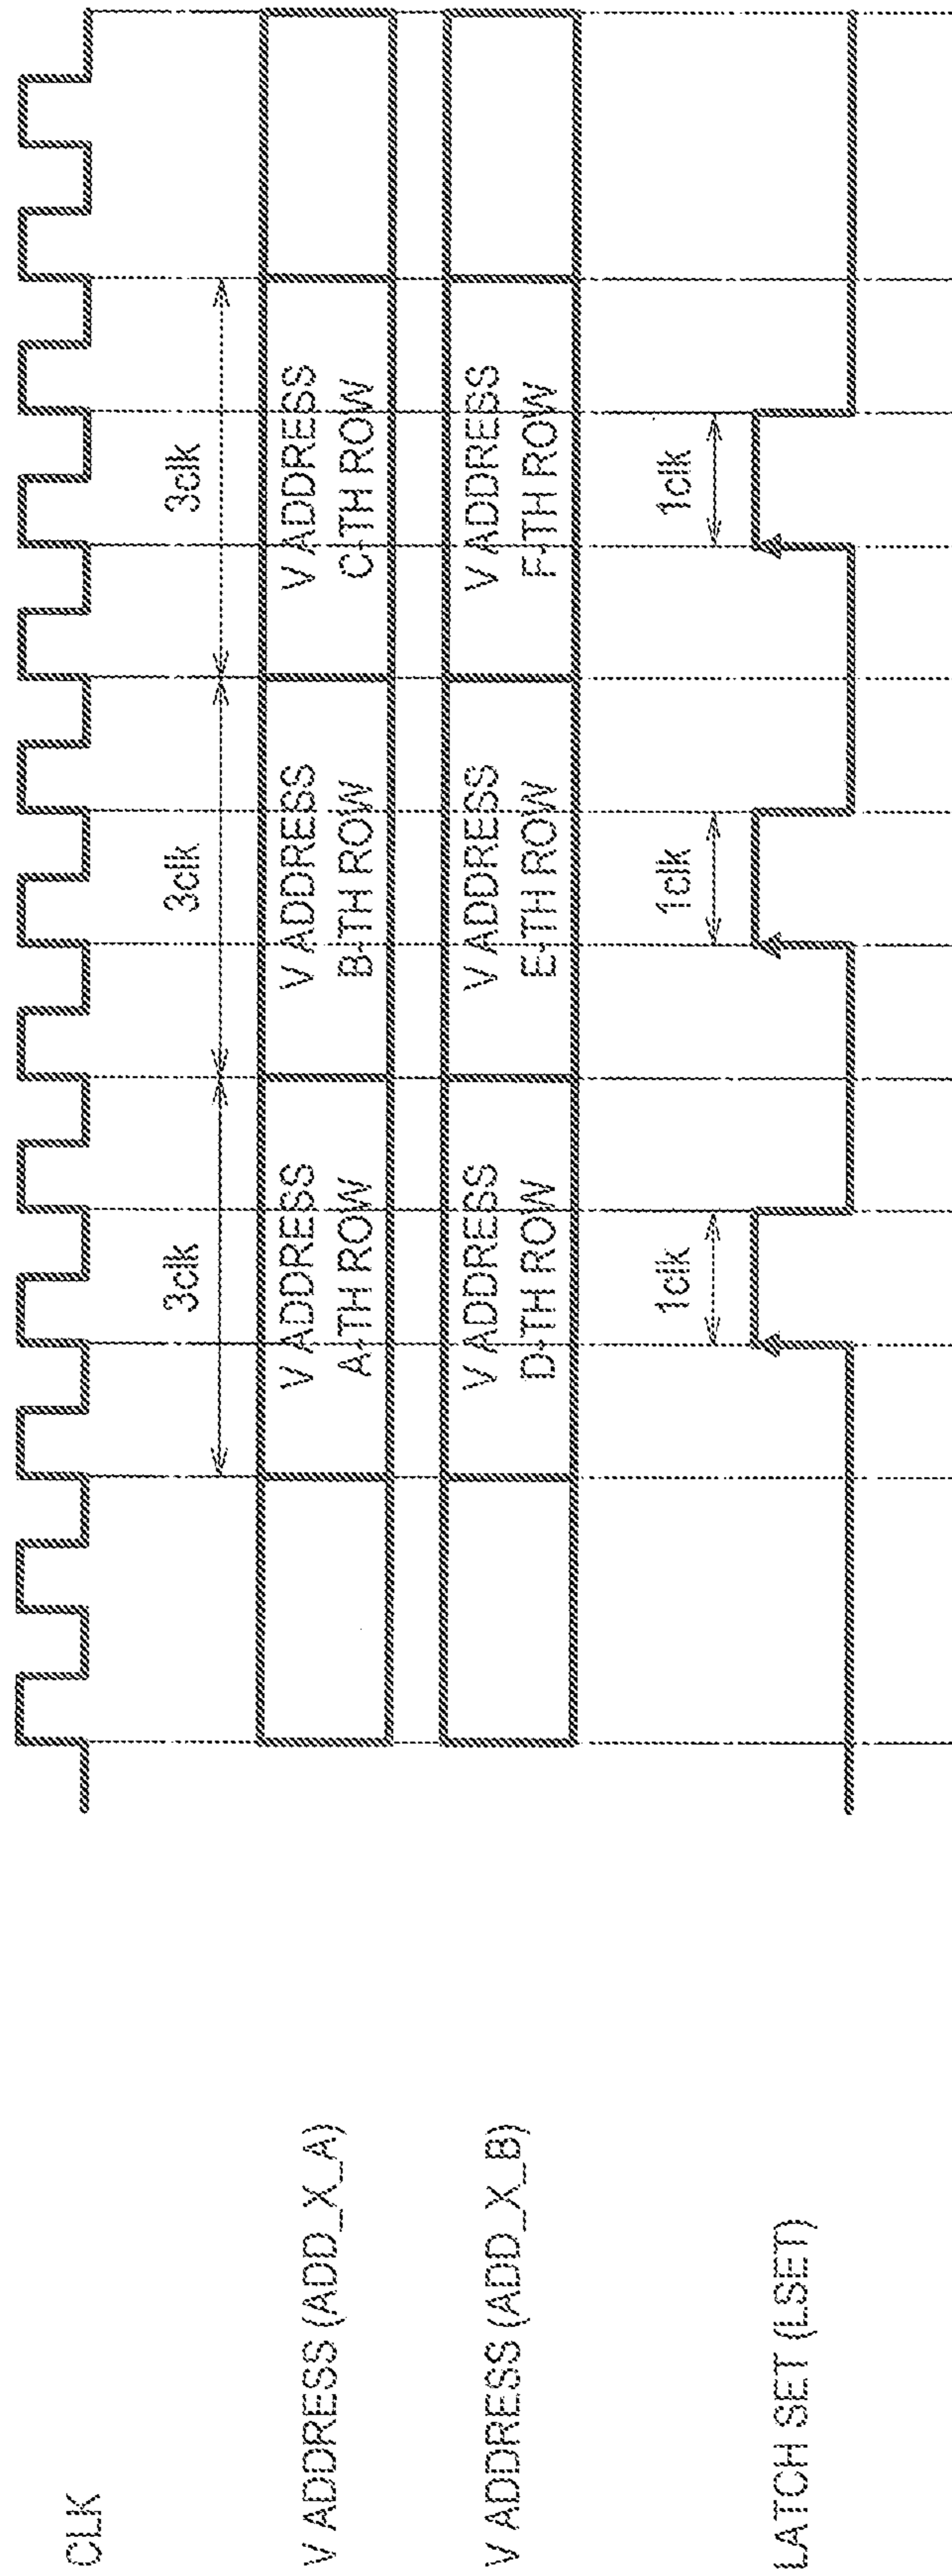 CLK
3clk
3clk
3clk
V ADDRESS (ADD_X_A)
V ADDRESS
A-TH ROW
V ADDRESS
B-TH ROW
V ADDRESS
C-TH ROW
V ADDRESS (ADD_X_B)
V ADDRESS
D-TH ROW
V ADDRESS
E-TH ROW
V ADDRESS
F-TH ROW
1clk
1clk
1clk
LATCH SET (LSET)